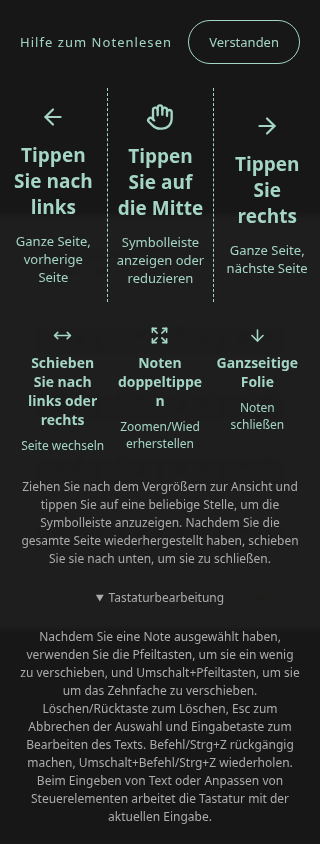 Hilfe zum Notenlesen
Verstanden
Tippen
Sie nach
links
Ganze Seite,
vorherige
Seite
Tippen
Sie auf
die Mitte
Symbolleiste
anzeigen oder
reduzieren
Tippen
Sie
rechts
Ganze Seite,
nächste Seite
Schieben
Sie nach
links oder
rechts
Seite wechseln
Noten
doppeltippe
n
Zoomen/Wied
erherstellen
Ganzseitige
Folie
Noten
schließen
Ziehen Sie nach dem Vergrößern zur Ansicht und
tippen Sie auf eine beliebige Stelle, um die
Symbolleiste anzuzeigen. Nachdem Sie die
gesamte Seite wiederhergestellt haben, schieben
Sie sie nach unten, um sie zu schließen.
▼ Tastaturbearbeitung
Nachdem Sie eine Note ausgewählt haben,
verwenden Sie die Pfeiltasten, um sie ein wenig
zu verschieben, und Umschalt+Pfeiltasten, um sie
um das Zehnfache zu verschieben.
Löschen/Rücktaste zum Löschen, Esc zum
Abbrechen der Auswahl und Eingabetaste zum
Bearbeiten des Texts. Befehl/Strg+Z rückgängig
machen, Umschalt+Befehl/Strg+Z wiederholen.
Beim Eingeben von Text oder Anpassen von
Steuerelementen arbeitet die Tastatur mit der
aktuellen Eingabe.